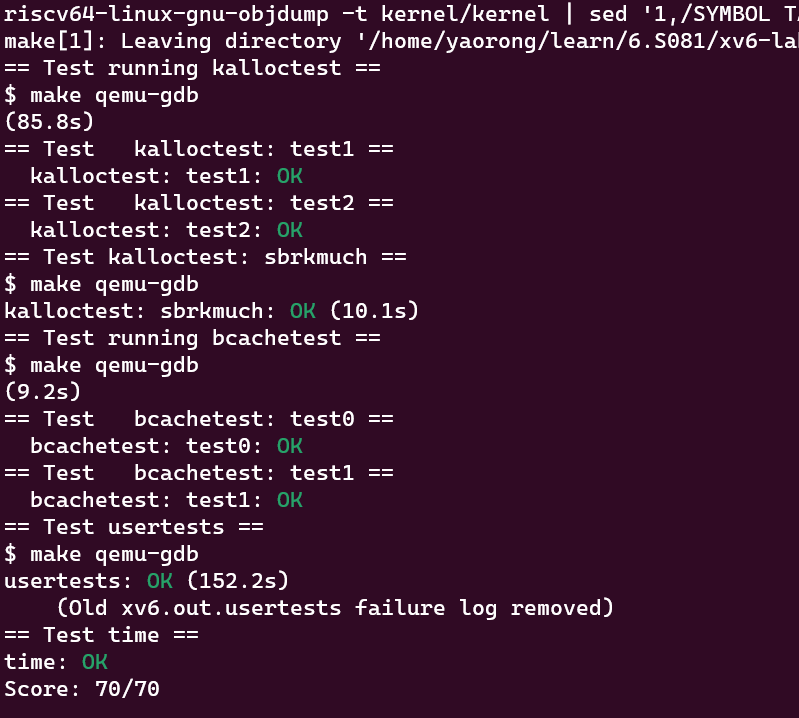 riscv64-linux-gnu-objdump -t kernel/kernel | sed '1,/SYMBOL TA
make[1]: Leaving directory '/home/yaorong/learn/6.S081/xv6-la
== Test running kalloctest ==
$ make qemu-gdb
(85.8s)
== Test   kalloctest: test1 ==
  kalloctest: test1: OK
== Test   kalloctest: test2 ==
  kalloctest: test2: OK
== Test kalloctest: sbrkmuch ==
$ make qemu-gdb
kalloctest: sbrkmuch: OK (10.1s)
== Test running bcachetest ==
$ make qemu-gdb
(9.2s)
== Test   bcachetest: test0 ==
  bcachetest: test0: OK
== Test   bcachetest: test1 ==
  bcachetest: test1: OK
== Test usertests ==
$ make qemu-gdb
usertests: OK (152.2s)
    (Old xv6.out.usertests failure log removed)
== Test time ==
time: OK
Score: 70/70